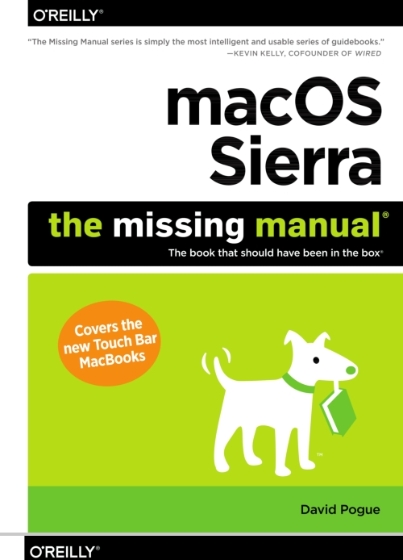 O'REILLY®
"The Missing Manual series is simply the most intelligent and usable series of guidebooks."
—KEVIN KELLY, COFOUNDER OF WIRED
macOS
Sierra
the missing manual®
The book that should have been in the box®
Covers the
new Touch Bar
MacBooks
™
David Pogue
O'REILLY®